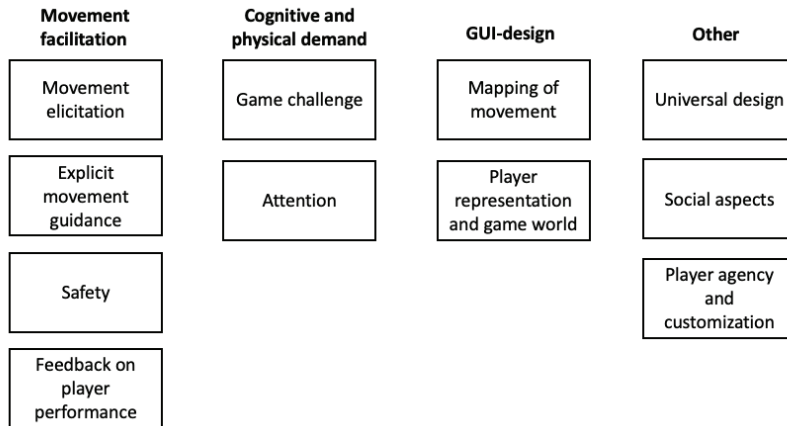 Movement
facilitation
Movement
elicitation
Explicit
movement
guidance
Safety
Feedback on
player
performance
Cognitive and
physical demand
Game challenge
Attention
GUI-design
Mapping of
movement
Player
representation
and game world
Other
Universal design
Social aspects
Player agency
and
customization